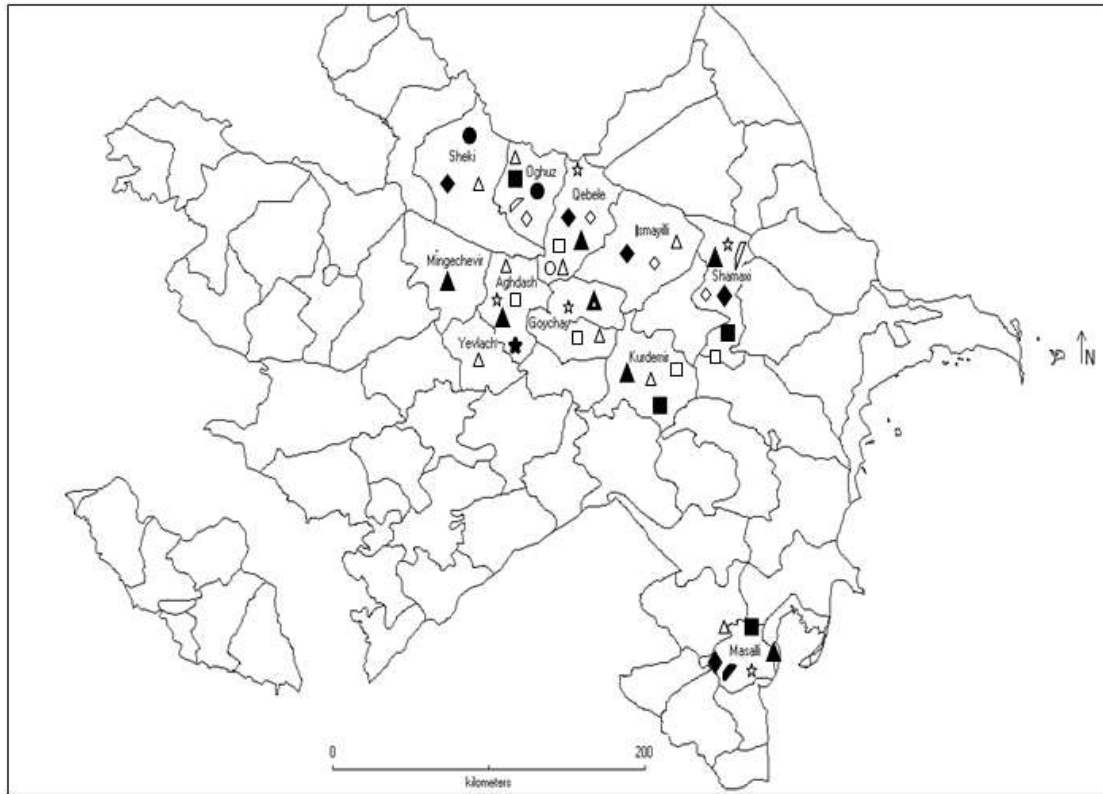 Sheki
Oghuz
Qebele
Ismayilli
Mingechevir
Aghdash
Shamaxi
Goychay
Yevlach
Kurdemir
N
Masalli
0 200
kilometers